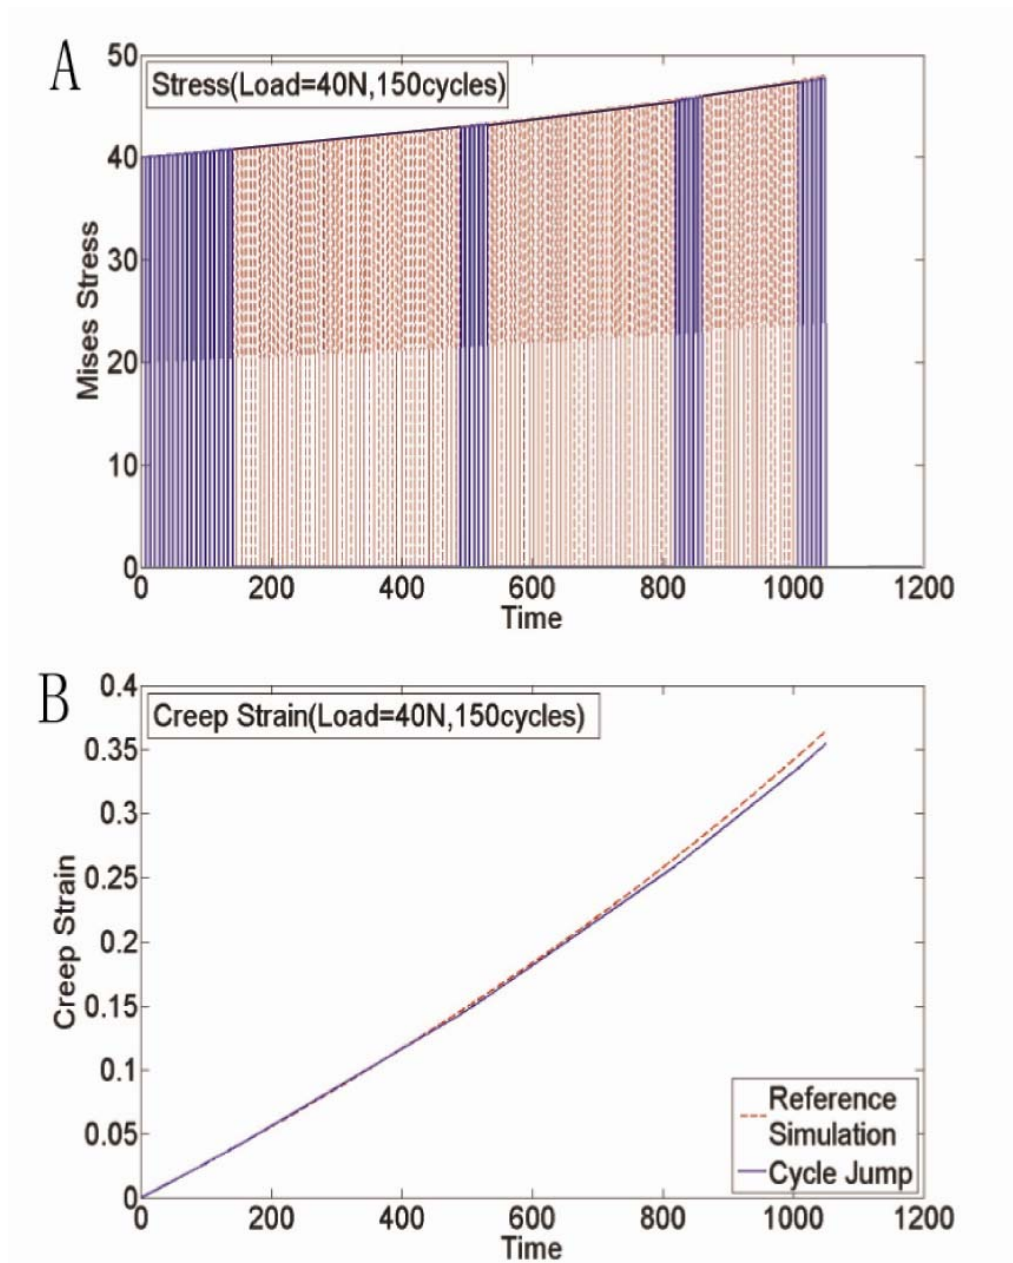 A
Stress(Load=40N,150cycles)
50
40
30
20
10
0
Mises Stress
0 200 400 600 800 1000 1200
Time
B
Creep Strain(Load=40N,150cycles)
0.4
0.35
0.3
0.25
0.2
0.15
0.1
0.05
0
Creep Strain
Reference
Simulation
Cycle Jump
0 200 400 600 800 1000 1200
Time